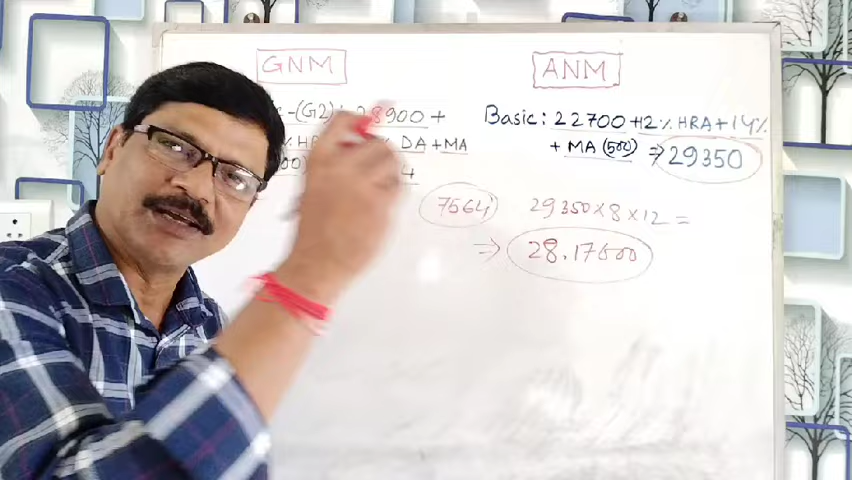 GNM
ANM
-(G2) 28900 +
DA + MA
4
7564
Basic: 22700 + 12% HRA + 14%
+ MA (500) ⇒ 29350
29350 × 8 × 12 =
⇒ 28,17600